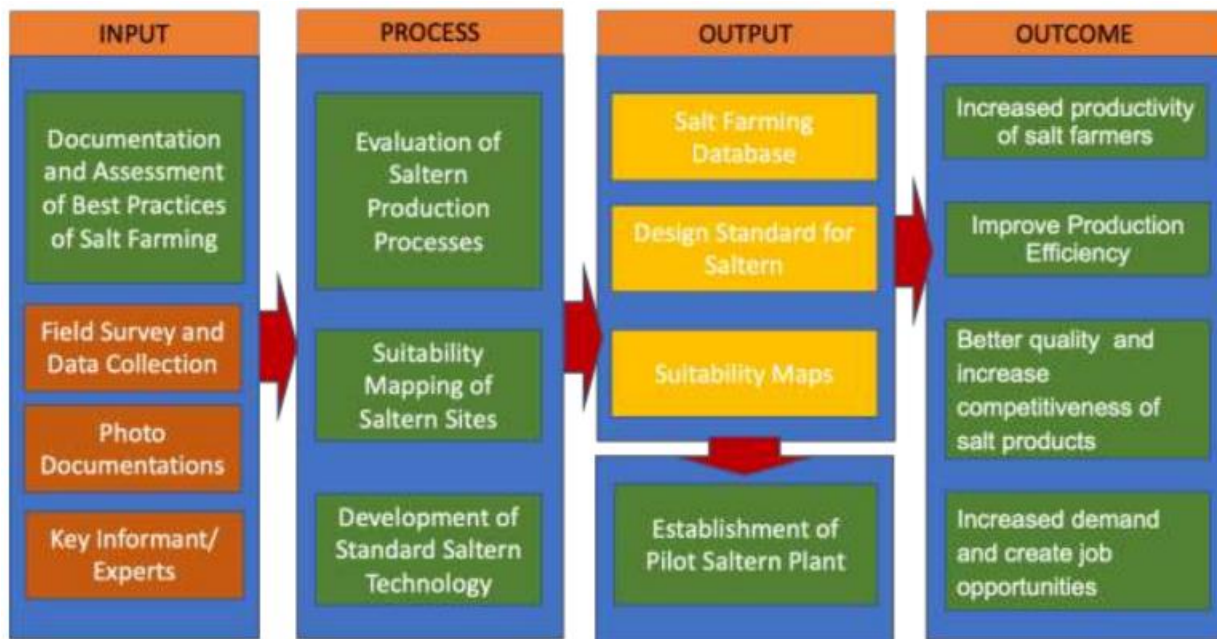 INPUT
Documentation
and Assessment
of Best Practices
of Salt Farming
Field Survey and
Data Collection
Photo
Documentations
Key Informant/
Experts
PROCESS
Evaluation of
Saltern
Production
Processes
Suitability
Mapping of
Saltern Sites
Development of
Standard Saltern
Technology
OUTPUT
Salt Farming
Database
Design Standard for
Saltern
Suitability Maps
Establishment of
Pilot Saltern Plant
OUTCOME
Increased productivity
of salt farmers
Improve Production
Efficiency
Better quality and
increase
competitiveness of
salt products
Increased demand
and create job
opportunities